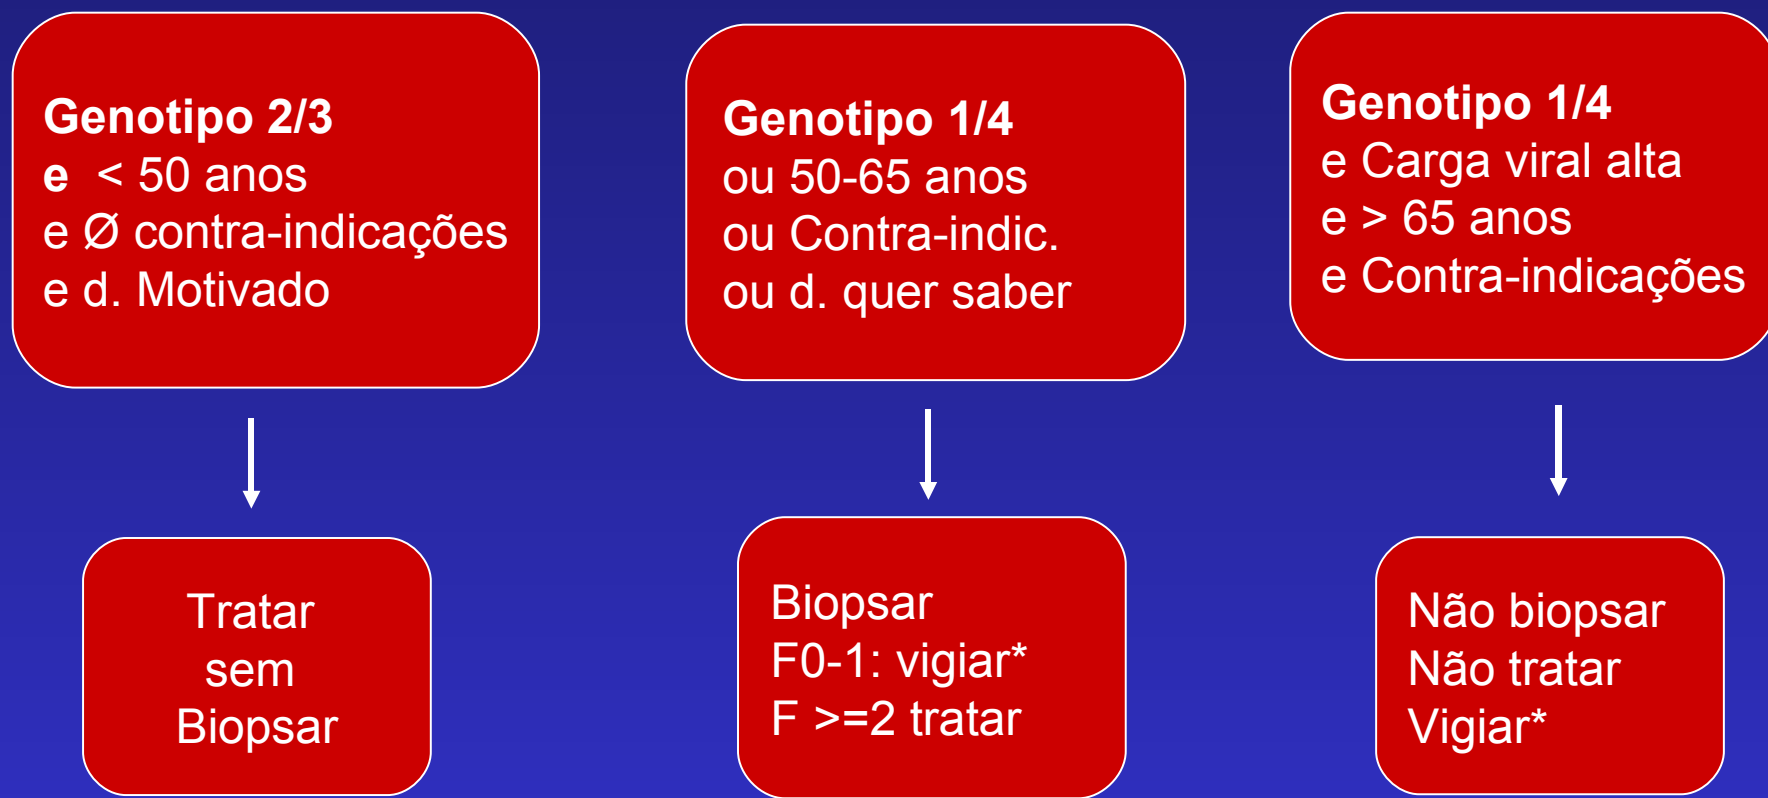 Genotipo 2/3
e < 50 anos
e Ø contra-indicações
e d. Motivado
Tratar
sem
Biopsar
Genotipo 1/4
ou 50-65 anos
ou Contra-indic.
ou d. quer saber
Biopsar
F0-1: vigiar*
F >=2 tratar
Genotipo 1/4
e Carga viral alta
e > 65 anos
e Contra-indicações
Não biopsar
Não tratar
Vigiar*